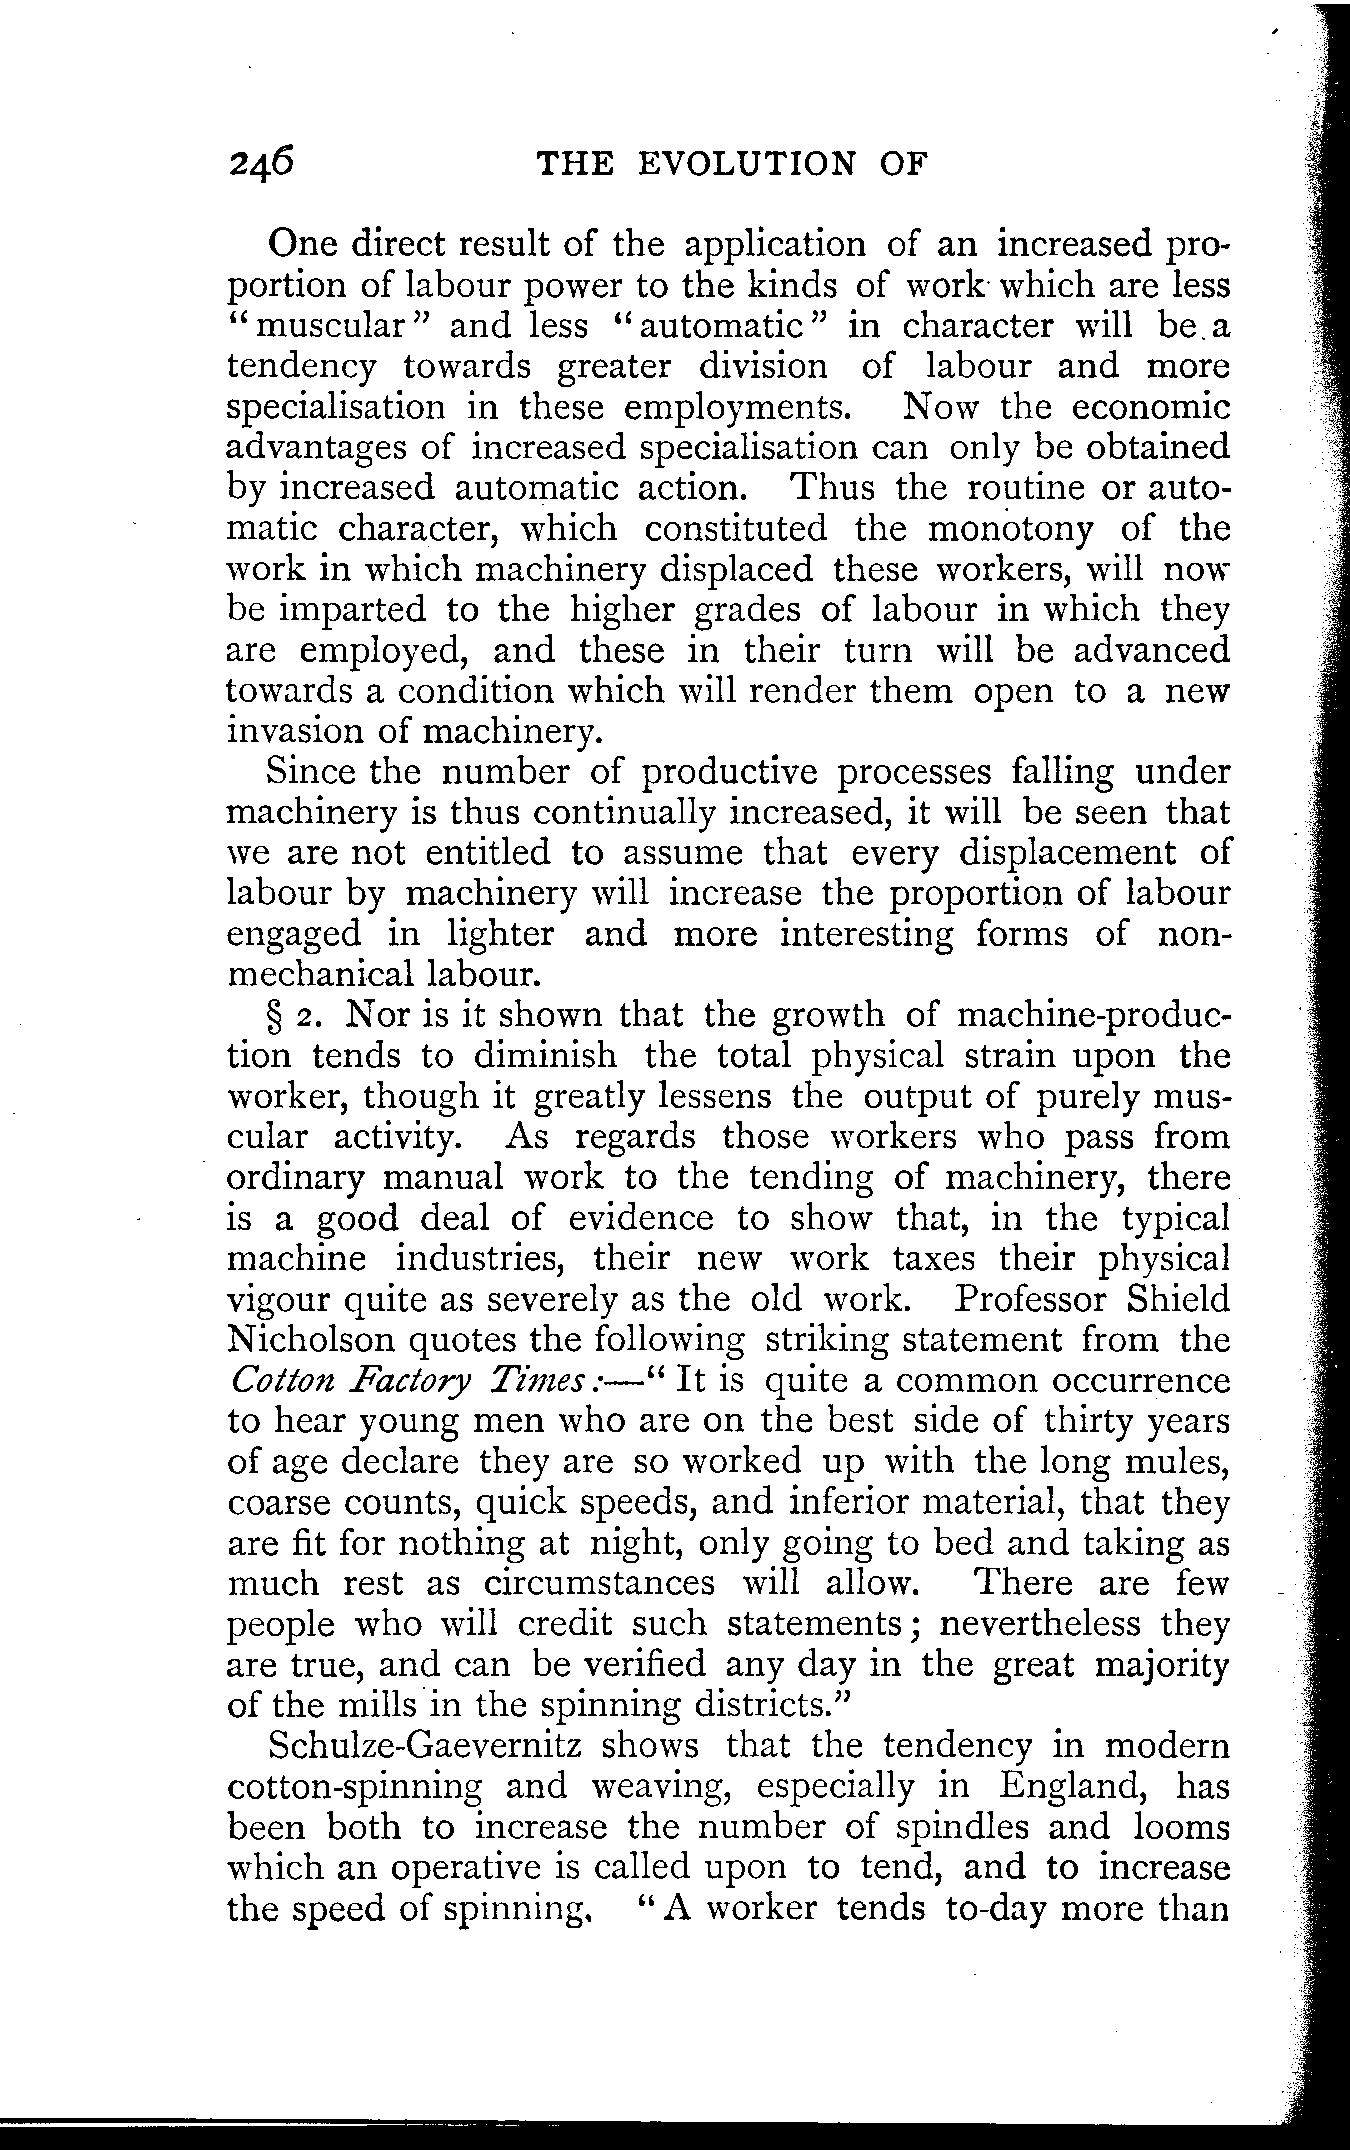 246 THE EVOLUTION OF
One direct result of the application of an increased pro-
portion of labour power to the kinds of work which are less
“muscular” and less “automatic” in character will be a
tendency towards greater division of labour and more
specialisation in these employments. Now the economic
advantages of increased specialisation can only be obtained
by increased automatic action. Thus the routine or auto-
matic character, which constituted the monotony of the
work in which machinery displaced these workers, will now
be imparted to the higher grades of labour in which they
are employed, and these in their turn will be advanced
towards a condition which will render them open to a new
invasion of machinery.
Since the number of productive processes falling under
machinery is thus continually increased, it will be seen that
we are not entitled to assume that every displacement of
labour by machinery will increase the proportion of labour
engaged in lighter and more interesting forms of non-
mechanical labour.
§ 2. Nor is it shown that the growth of machine-produc-
tion tends to diminish the total physical strain upon the
worker, though it greatly lessens the output of purely mus-
cular activity. As regards those workers who pass from
ordinary manual work to the tending of machinery, there
is a good deal of evidence to show that, in the typical
machine industries, their new work taxes their physical
vigour quite as severely as the old work. Professor Shield
Nicholson quotes the following striking statement from the
Cotton Factory Times:—“It is quite a common occurrence
to hear young men who are on the best side of thirty years
of age declare they are so worked up with the long mules,
coarse counts, quick speeds, and inferior material, that they
are fit for nothing at night, only going to bed and taking as
much rest as circumstances will allow. There are few
people who will credit such statements; nevertheless they
are true, and can be verified any day in the great majority
of the mills in the spinning districts.”
Schulze-Gaevernitz shows that the tendency in modern
cotton-spinning and weaving, especially in England, has
been both to increase the number of spindles and looms
which an operative is called upon to tend, and to increase
the speed of spinning. “A worker tends to-day more than